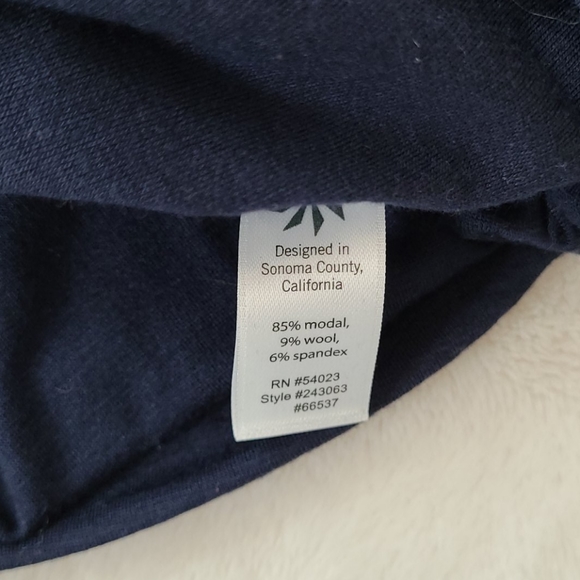 Designed in
Sonoma County,
California
85% modal,
9% wool,
6% spandex
RN #54023
Style #243063
#66537